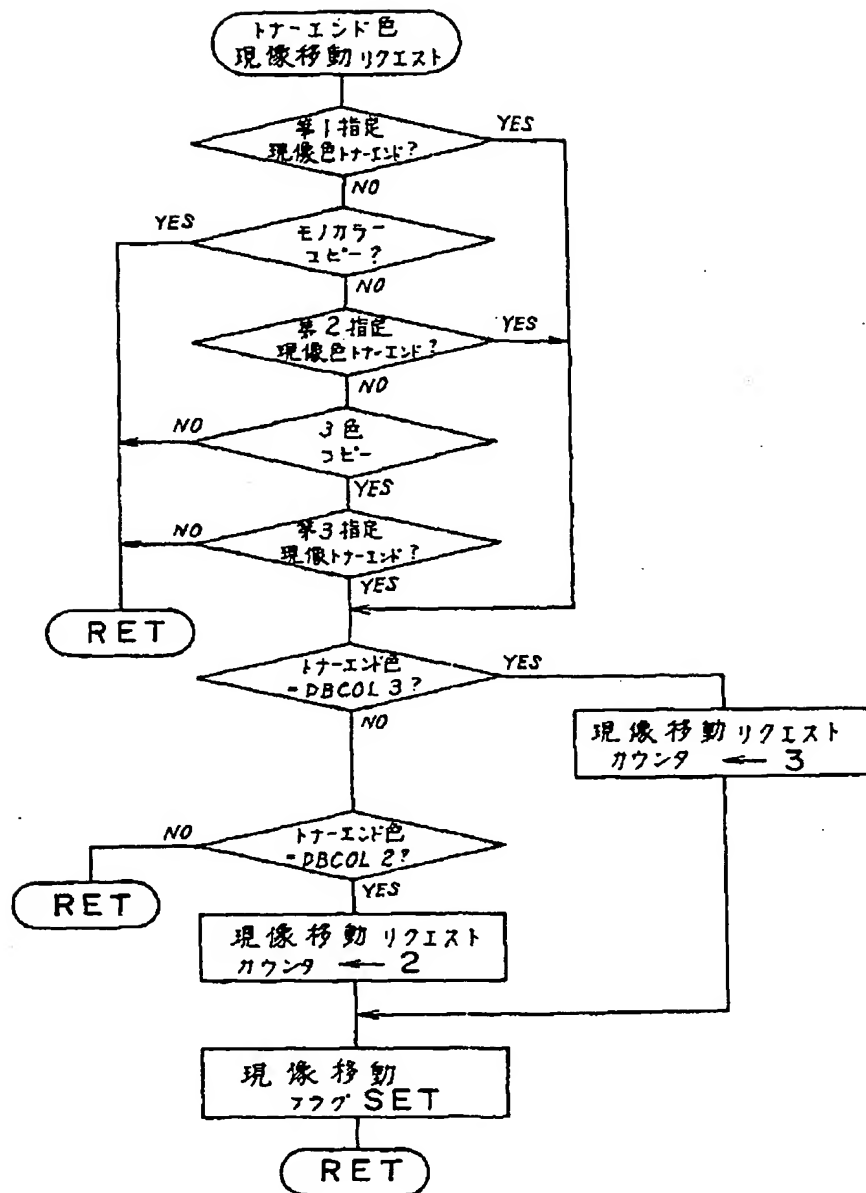 トナーエンド色
現像移動リクエスト
第1指定
現像色トナーエンド?
YES
NO
YES
モノカラー
コピー?
NO
第2指定
現像色トナーエンド?
YES
NO
NO
3色
コピー
YES
NO
第3指定
現像トナーエンド?
YES
RET
トナーエンド色
=DBCOL 3?
YES
NO
現像移動リクエスト
カウンタ ← 3
NO
トナーエンド色
=DBCOL 2?
YES
RET
現像移動リクエスト
カウンタ ← 2
現像移動
フラグSET
RET